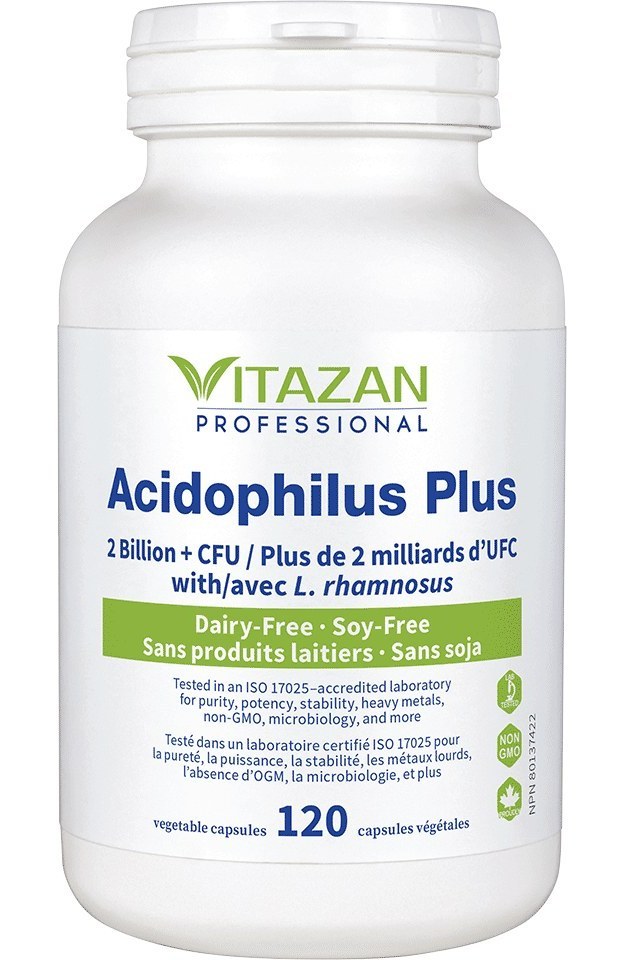 VITAZAN
PROFESSIONAL
Acidophilus Plus
2 Billion + CFU / Plus de 2 milliards d’UFC
with/avec L. rhamnosus
Dairy-Free · Soy-Free
Sans produits laitiers · Sans soja
Tested in an ISO 17025–accredited laboratory
for purity, potency, stability, heavy metals,
non-GMO, microbiology, and more
Testé dans un laboratoire certifié ISO 17025 pour
la pureté, la puissance, la stabilité, les métaux lourds,
l’absence d’OGM, la microbiologie, et plus
vegetable capsules 120 capsules végétales
LAB
TESTED
NON
GMO
NPN 80137422